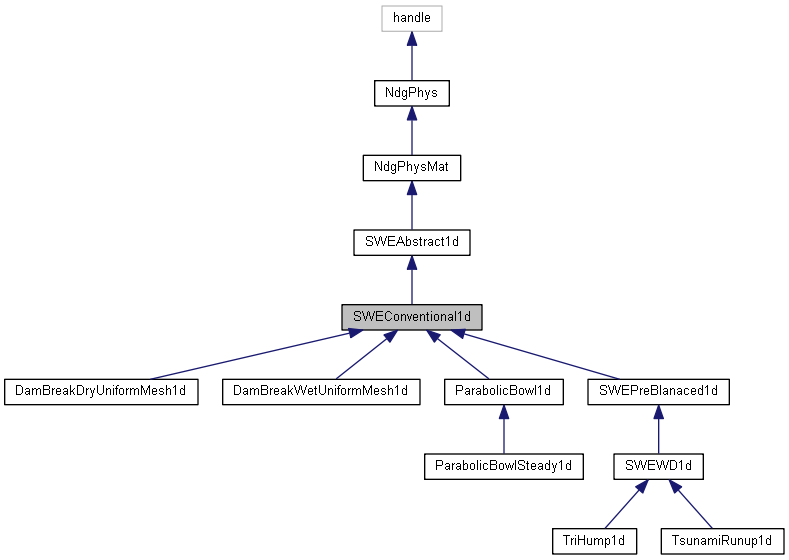 handle
NdgPhys
NdgPhysMat
SWEAbstract1d
SWEConventional1d
DamBreakDryUniformMesh1d
DamBreakWetUniformMesh1d
ParabolicBowl1d
SWEPreBlanaced1d
ParabolicBowlSteady1d
SWEWD1d
TriHump1d
TsunamiRunup1d